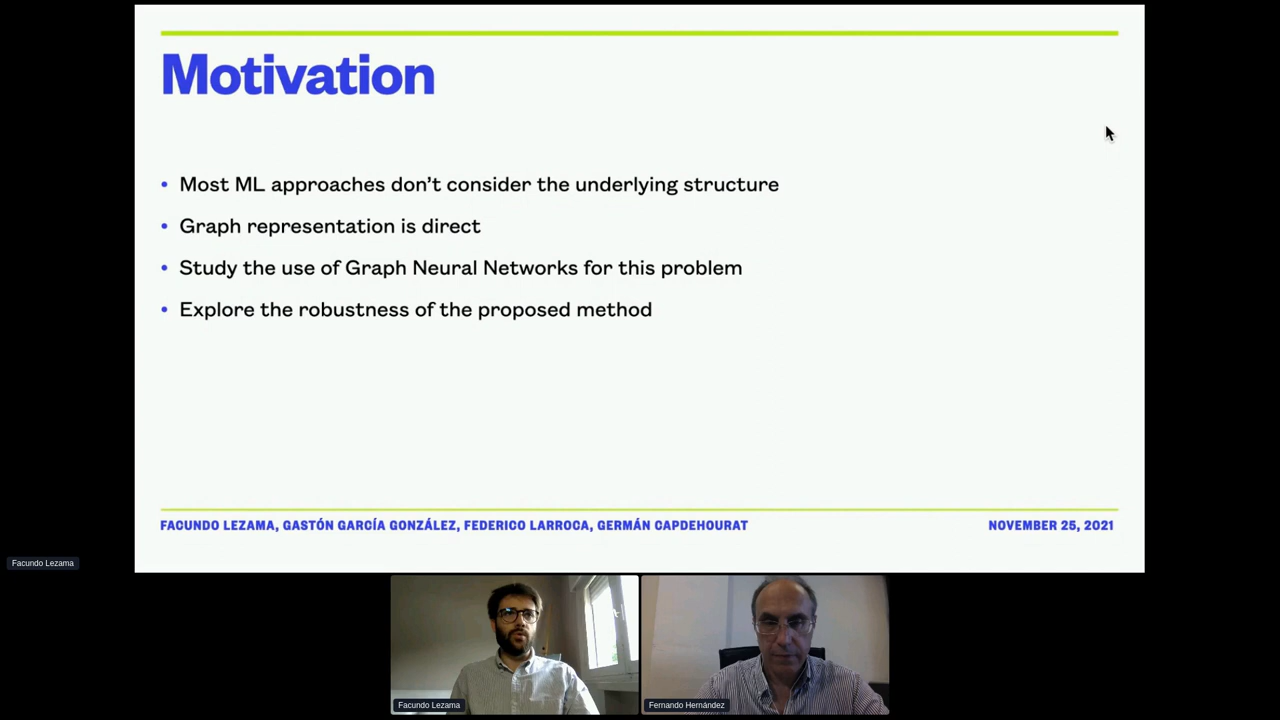 Motivation
• Most ML approaches don’t consider the underlying structure
• Graph representation is direct
• Study the use of Graph Neural Networks for this problem
• Explore the robustness of the proposed method
FACUNDO LEZAMA, GASTÓN GARCÍA GONZÁLEZ, FEDERICO LARROCA, GERMÁN CAPDEHOURAT
NOVEMBER 25, 2021
Facundo Lezama
Facundo Lezama
Fernando Hernández